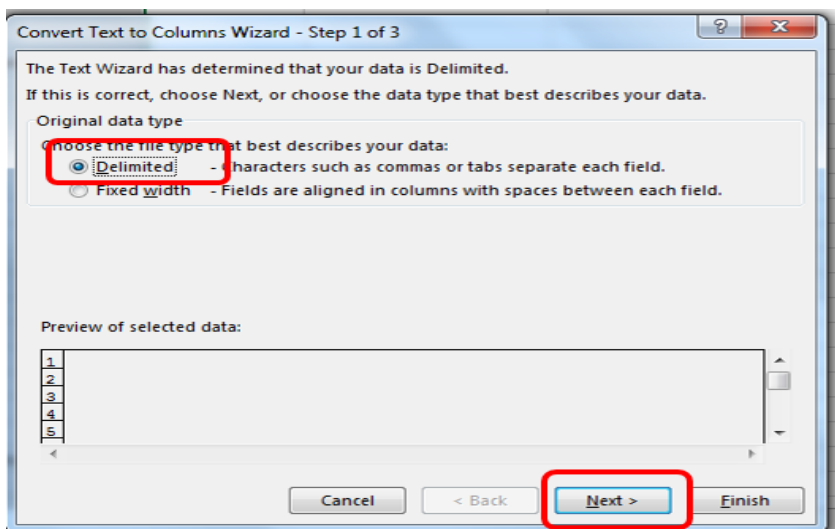 Convert Text to Columns Wizard - Step 1 of 3
The Text Wizard has determined that your data is Delimited.
If this is correct, choose Next, or choose the data type that best describes your data.
Original data type
Choose the file type that best describes your data:
Delimited - Characters such as commas or tabs separate each field.
Fixed width - Fields are aligned in columns with spaces between each field.
Preview of selected data:
1
2
3
4
5
Cancel < Back Next > Finish